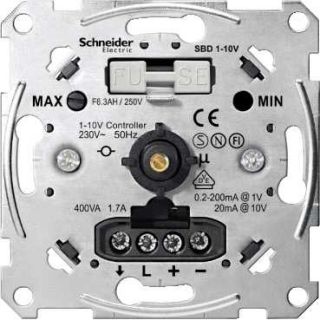 Schneider
Electric
SBD 1-10V
FUSE
MAX
F6.3AH / 250V
MIN
1-10V Controller
230V~ 50Hz
CE
S N FI
µ
400VA 1.7A
0.2-200mA @ 1V
20mA @ 10V
L + −